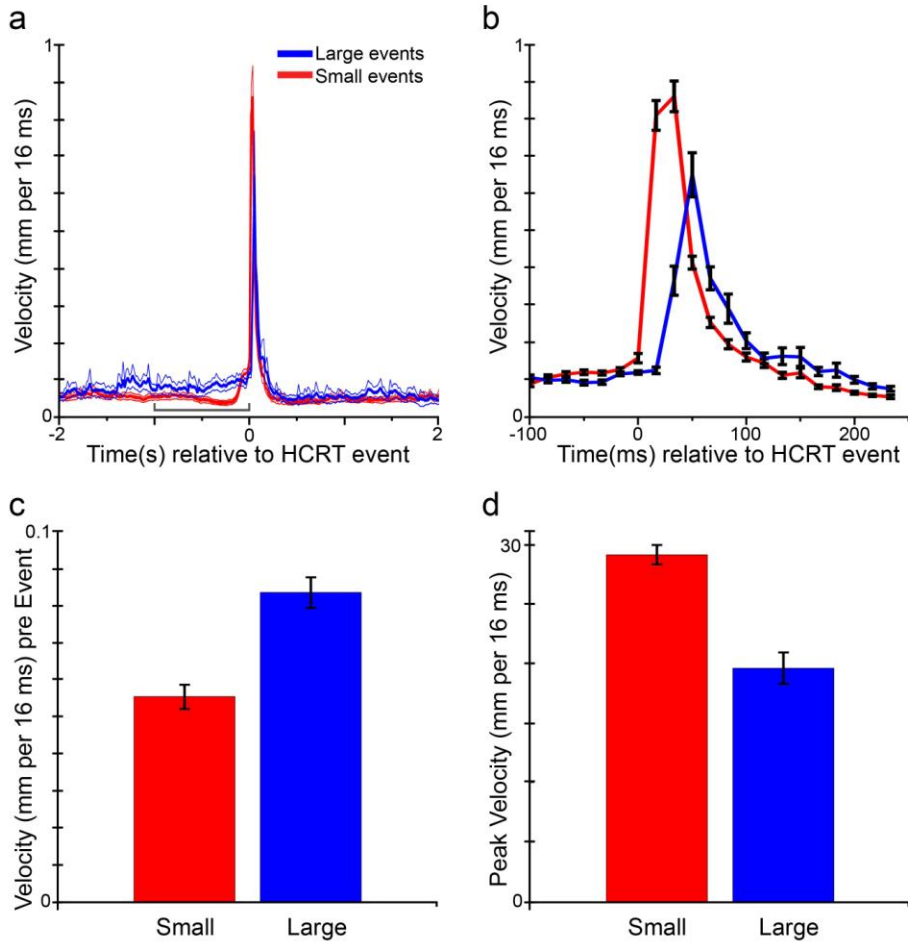 a
Large events
Small events
1
0
Velocity (mm per 16 ms)
-2
-1
0
1
2
Time(s) relative to HCRT event
b
1
0
Velocity (mm per 16 ms)
-100
0
100
200
Time(ms) relative to HCRT event
c
0.1
0
Velocity (mm per 16 ms) pre Event
Small
Large
d
30
0
Peak Velocity (mm per 16 ms)
Small
Large